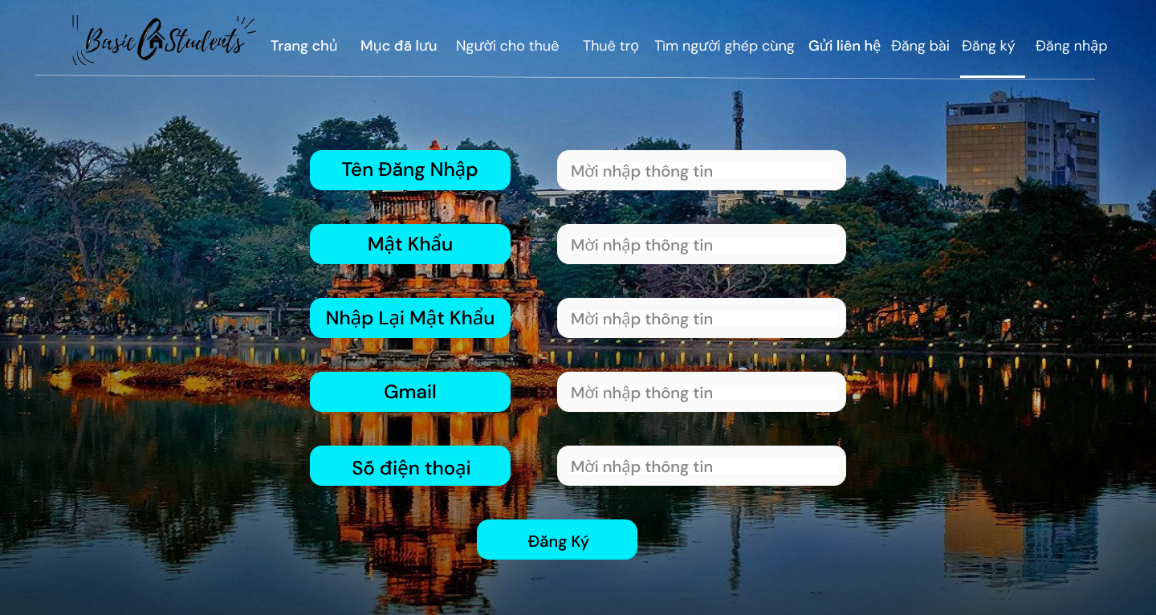 Basic Students
Trang chủ Mục đã lưu Người cho thuê Thuê trọ Tìm người ghép cùng Gửi liên hệ Đăng bài Đăng ký Đăng nhập
Tên Đăng Nhập Mời nhập thông tin
Mật Khẩu Mời nhập thông tin
Nhập Lại Mật Khẩu Mời nhập thông tin
Gmail Mời nhập thông tin
Số điện thoại Mời nhập thông tin
Đăng Ký